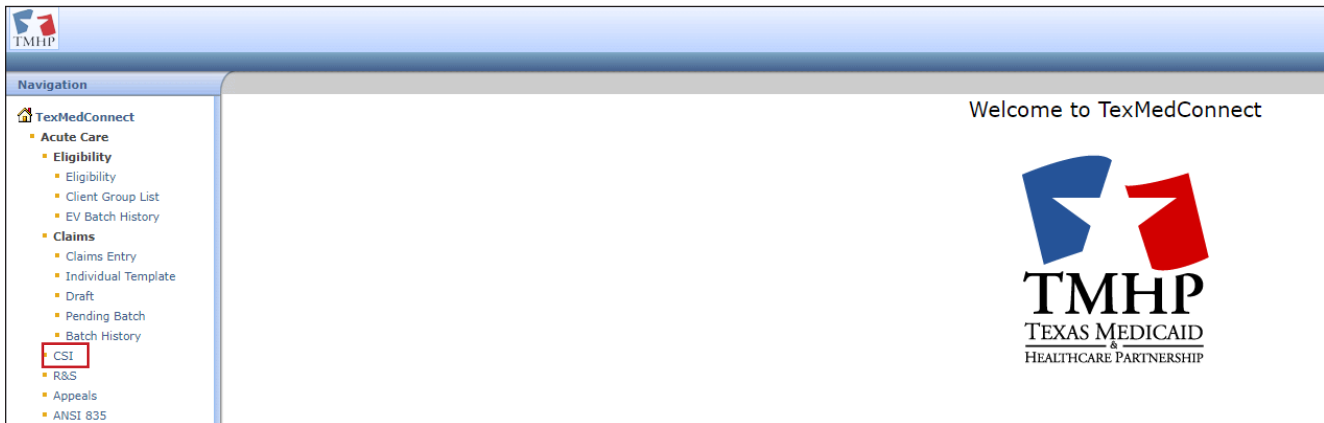 TMHP
Navigation
TexMedConnect
Acute Care
Eligibility
Eligibility
Client Group List
EV Batch History
Claims
Claims Entry
Individual Template
Draft
Pending Batch
Batch History
CSI
R&S
Appeals
ANSI 835
Welcome to TexMedConnect
TMHP
TEXAS MEDICAID
&
HEALTHCARE PARTNERSHIP